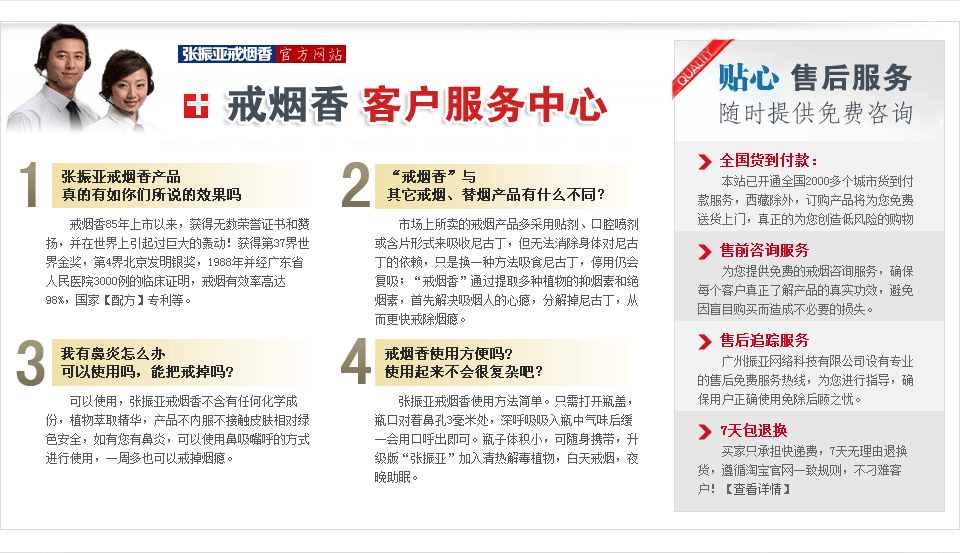 张振亚戒烟香 官方网站
戒烟香 客户服务中心
1 张振亚戒烟香产品
真的有如你们所说的效果吗
戒烟香85年上市以来，获得无数荣誉证书和赞
扬，并在世界上引起过巨大的轰动！获得第37界世
界金奖，第4界北京发明银奖，1988年并经广东省
人民医院3000例的临床证明，戒烟有效率高达
98%，国家【配方】专利等。
2 “戒烟香”与
其它戒烟、替烟产品有什么不同？
市场上所卖的戒烟产品多采用贴剂、口腔喷剂
或含片形式来吸收尼古丁，但无法消除身体对尼古
丁的依赖，只是换一种方法吸食尼古丁，停用仍会
复吸；“戒烟香”通过提取多种植物的抑烟素和绝
烟素，首先解决吸烟人的心瘾，分解掉尼古丁，从
而更快戒除烟瘾。
3 我有鼻炎怎么办
可以使用吗，能把戒掉吗?
可以使用，张振亚戒烟香不含有任何化学成
份，植物萃取精华，产品不内服不接触皮肤相对绿
色安全，如有您有鼻炎，可以使用鼻吸嘴呼的方式
进行使用，一周多也可以戒掉烟瘾。
4 戒烟香使用方便吗?
使用起来不会很复杂吧?
张振亚戒烟香使用方法简单。只需打开瓶盖，
瓶口对着鼻孔3毫米处，深呼吸吸入瓶中气味后缓
一会用口呼出即可。瓶子体积小，可随身携带，升
级版“张振亚”加入清热解毒植物，白天戒烟，夜
晚助眠。
QUALITY
贴心 售后服务
随时提供免费咨询
全国货到付款：
本站已开通全国2000多个城市货到付
款服务，西藏除外，订购产品将为您免费
送货上门，真正的为您创造低风险的购物
售前咨询服务
为您提供免费的戒烟咨询服务，确保
每个客户真正了解产品的真实功效，避免
因盲目购买而造成不必要的损失。
售后追踪服务
广州振亚网络科技有限公司设有专业
的售后免费服务热线，为您进行指导，确
保用户正确使用免除后顾之忧。
7天包退换
买家只承担快递费，7天无理由退换
货，遵循淘宝官网一致规则，不刁难客
户！【查看详情】